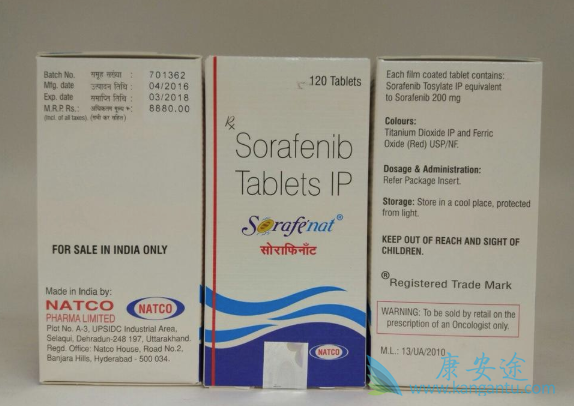 Batch No. समूह संख्या : 701362
Mfg. date उत्पादन तिथि : 04/2016
Exp. date समाप्ति तिथि : 03/2018
M.R.P. Rs.: 8880.00
(Incl. of all taxes)
FOR SALE IN INDIA ONLY
Made in India by:
NATCO
PHARMA LIMITED
NATCO
Plot No. A-3, UPSIDC Industrial Area,
Selaqui, Dehradun-248 197, Uttarakhand.
Regd. Office: Natco House, Road No.2,
Banjara Hills, Hyderabad - 500 034.
120 Tablets
Rx
Sorafenib
Tablets IP
Sorafenat®
सोराफिनॅाट
NATCO
Each film coated tablet contains:
Sorafenib Tosylate IP equivalent
to Sorafenib 200 mg
Colours:
Titanium Dioxide IP and Ferric
Oxide (Red) USP/NF.
Dosage & Administration:
Refer Package Insert.
Storage: Store in a cool place, protected
from light.
KEEP OUT OF REACH AND SIGHT OF
CHILDREN.
®Registered Trade Mark
WARNING: To be sold by retail on the
prescription of an Oncologist only.
M.L.: 13/UA/2010
康安途
www.kangantu.com